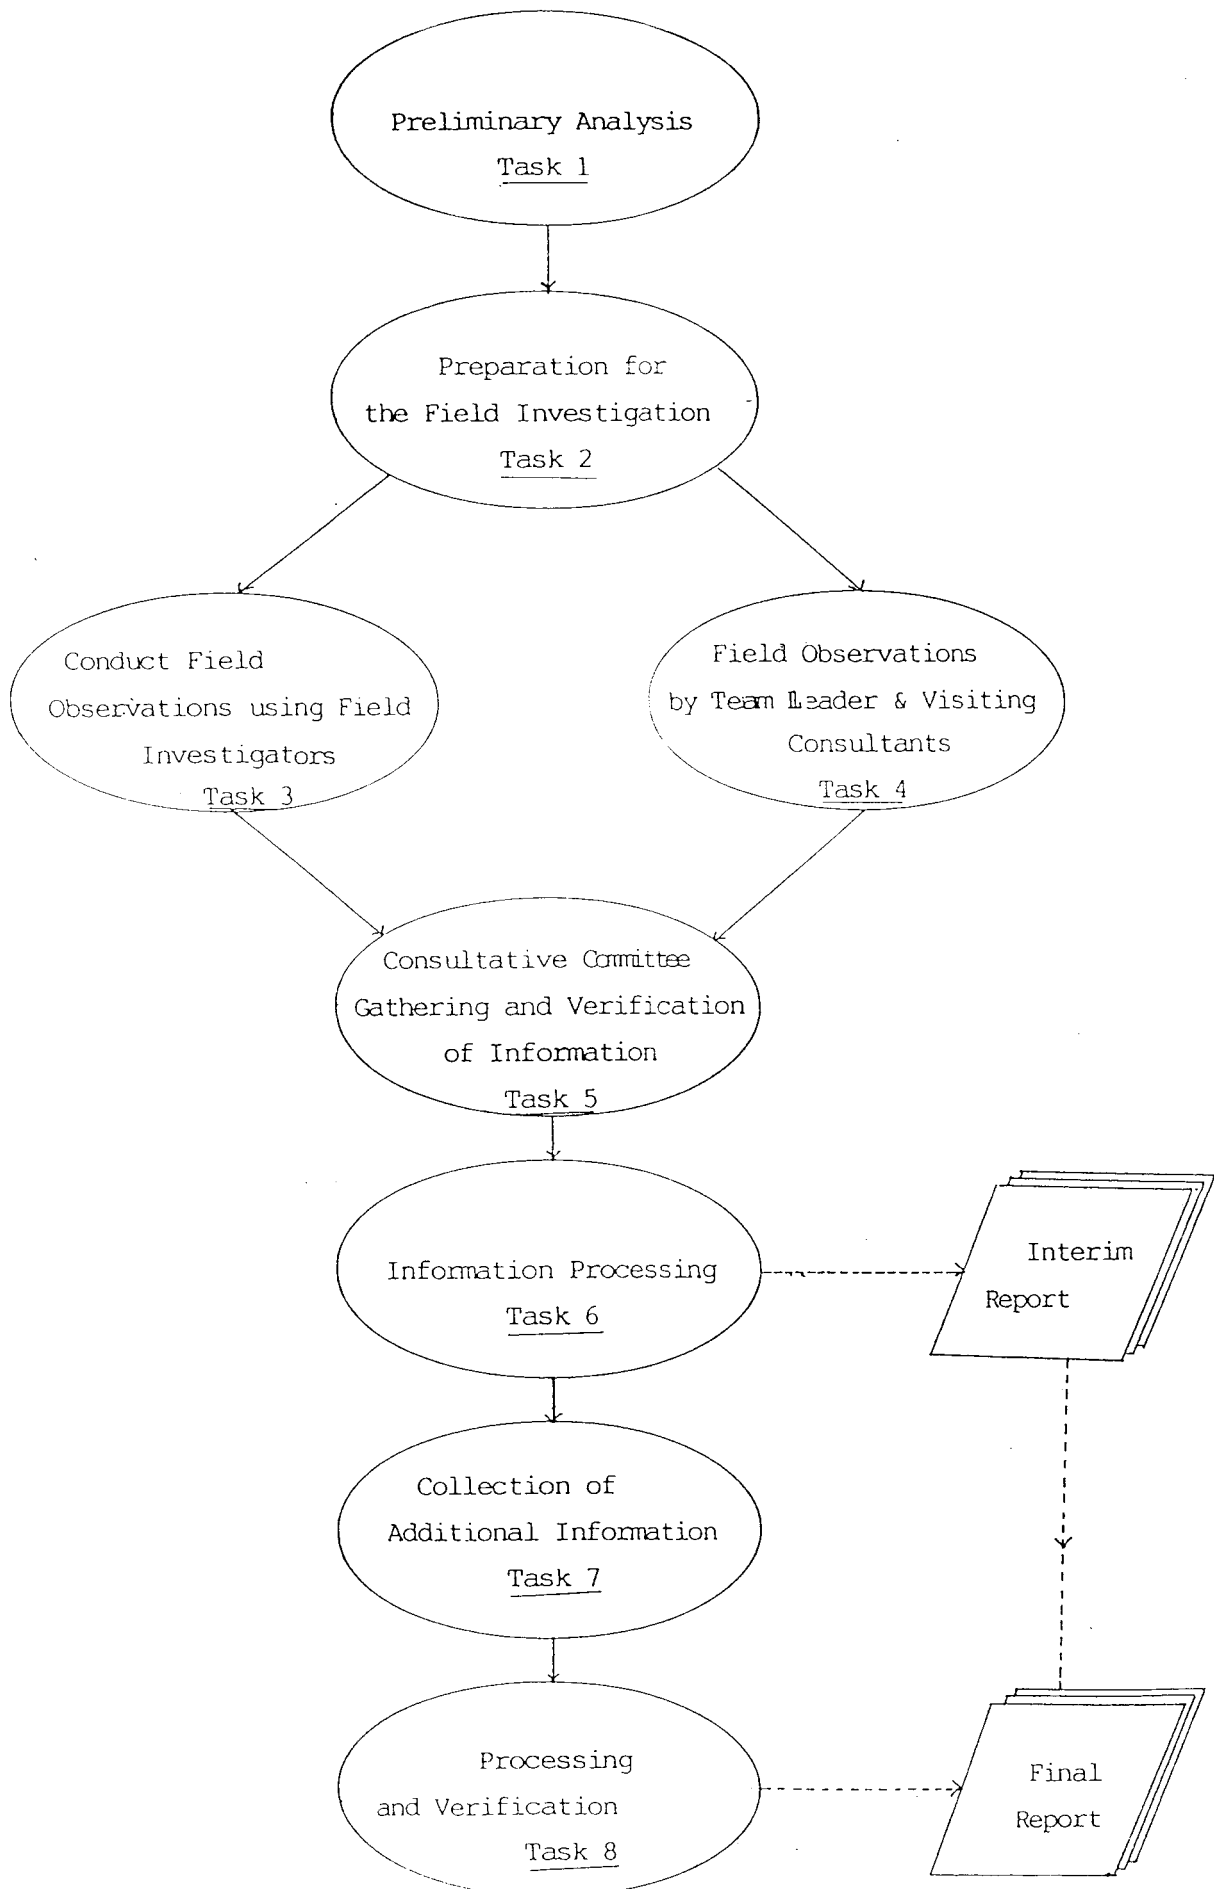 Preliminary Analysis
Task 1
Preparation for
the Field Investigation
Task 2
Conduct Field
Observations using Field
Investigators
Task 3
Field Observations
by Team Leader & Visiting
Consultants
Task 4
Consultative Committee
Gathering and Verification
of Information
Task 5
Information Processing
Task 6
Interim
Report
Collection of
Additional Information
Task 7
Processing
and Verification
Task 8
Final
Report